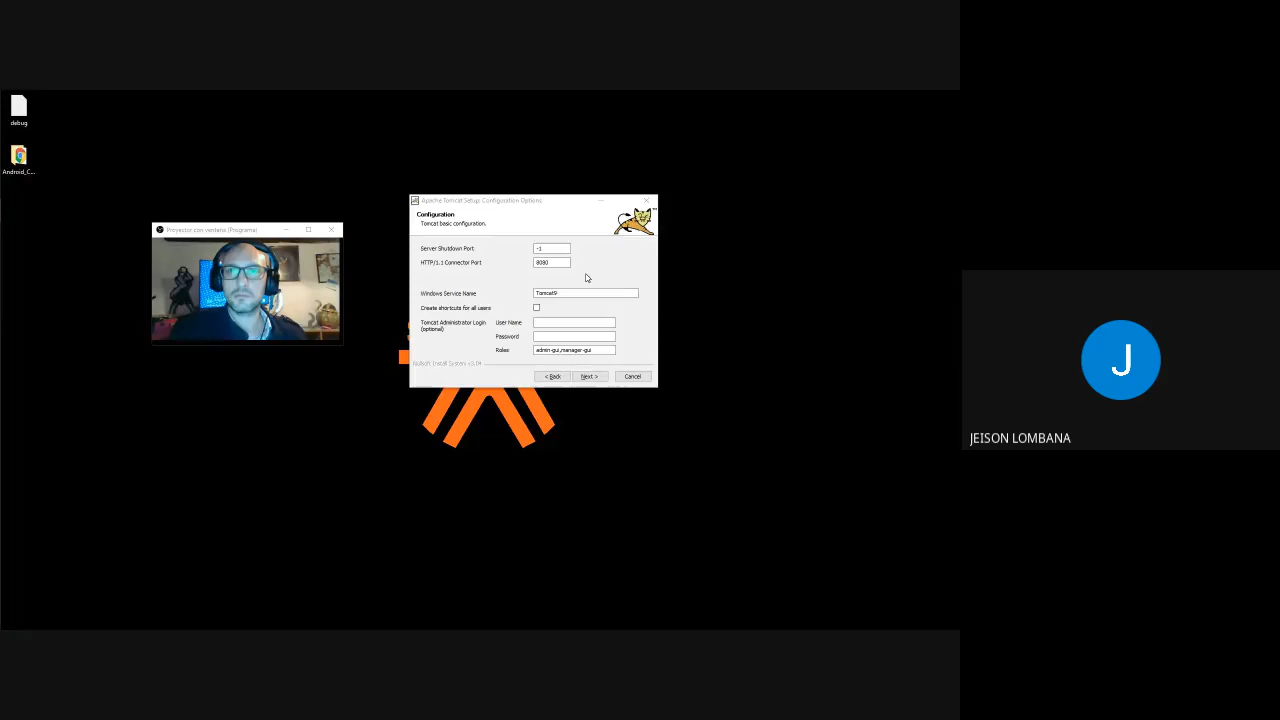 debug
Android_C...
Proyector con ventana (Programa)
Apache Tomcat Setup: Configuration Options
Configuration
Tomcat basic configuration.
Server Shutdown Port
-1
HTTP/1.1 Connector Port
8080
Windows Service Name
Tomcat9
Create shortcuts for all users
Tomcat Administrator Login
(optional)
User Name
Password
Roles
admin-gui,manager-gui
Nullsoft Install System v3.04
< Back
Next >
Cancel
J
JEISON LOMBANA